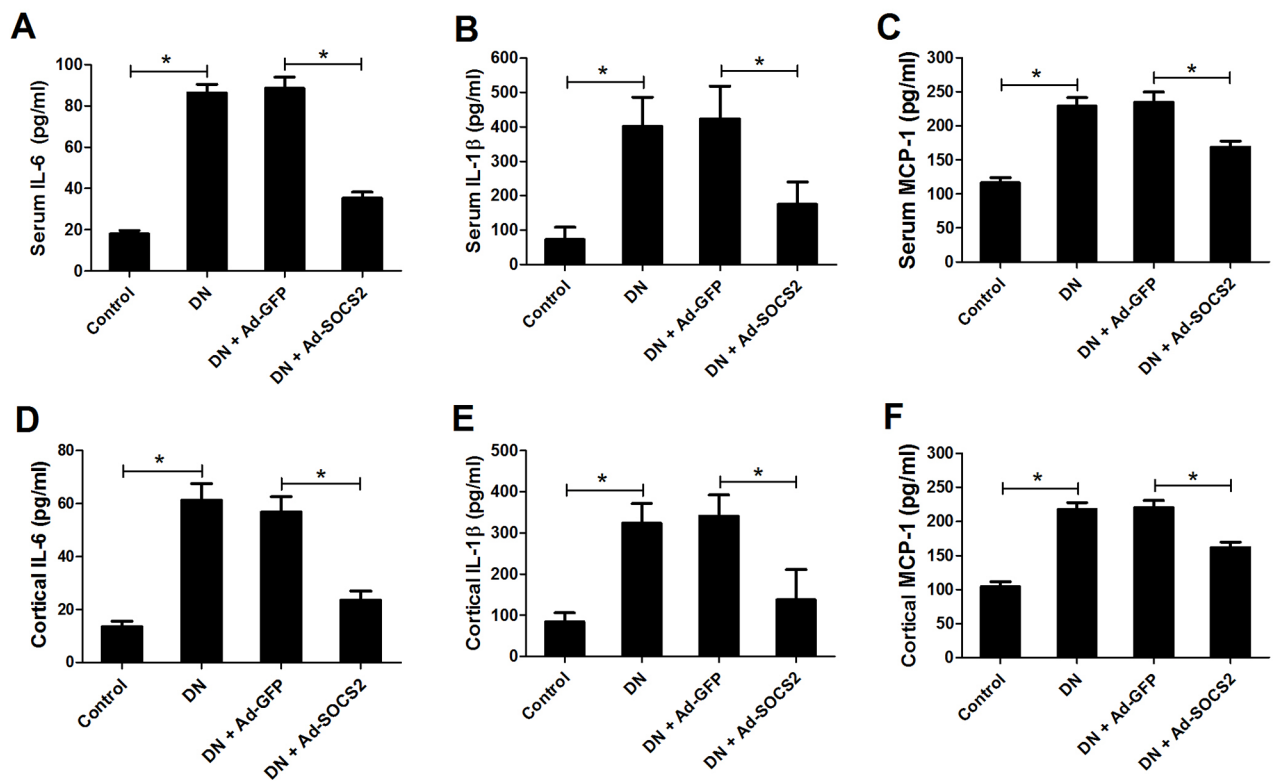 A
Serum IL-6 (pg/ml)
100
80
60
40
20
0
*
*
Control
DN
DN + Ad-GFP
DN + Ad-SOCS2
B
Serum IL-1β (pg/ml)
600
500
400
300
200
100
0
*
*
Control
DN
DN + Ad-GFP
DN + Ad-SOCS2
C
Serum MCP-1 (pg/ml)
300
250
200
150
100
50
0
*
*
Control
DN
DN + Ad-GFP
DN + Ad-SOCS2
D
Cortical IL-6 (pg/ml)
80
60
40
20
0
*
*
Control
DN
DN + Ad-GFP
DN + Ad-SOCS2
E
Cortical IL-1β (pg/ml)
500
400
300
200
100
0
*
*
Control
DN
DN + Ad-GFP
DN + Ad-SOCS2
F
Cortical MCP-1 (pg/ml)
300
250
200
150
100
50
0
*
*
Control
DN
DN + Ad-GFP
DN + Ad-SOCS2